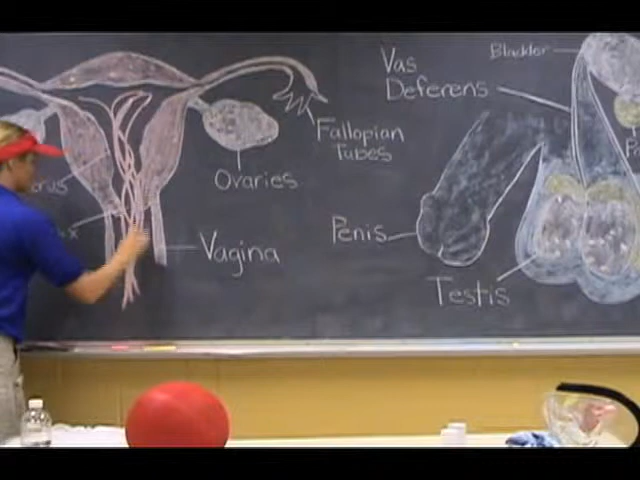 Bladder
Vas
Deferens
Fallopian
Tubes
Ovaries
Penis
Vagina
Testis